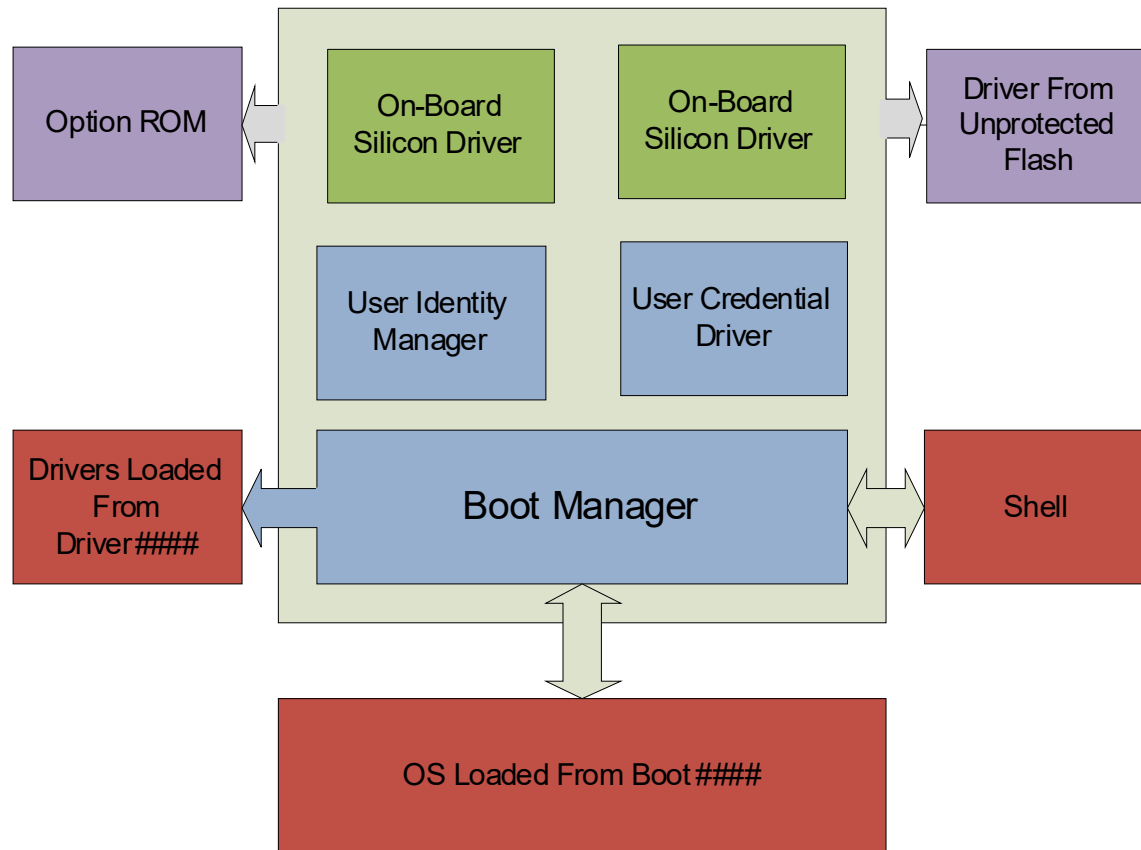 Option ROM
On-Board
Silicon Driver
On-Board
Silicon Driver
Driver From
Unprotected
Flash
User Identity
Manager
User Credential
Driver
Drivers Loaded
From
Driver ####
Boot Manager
Shell
OS Loaded From Boot ####